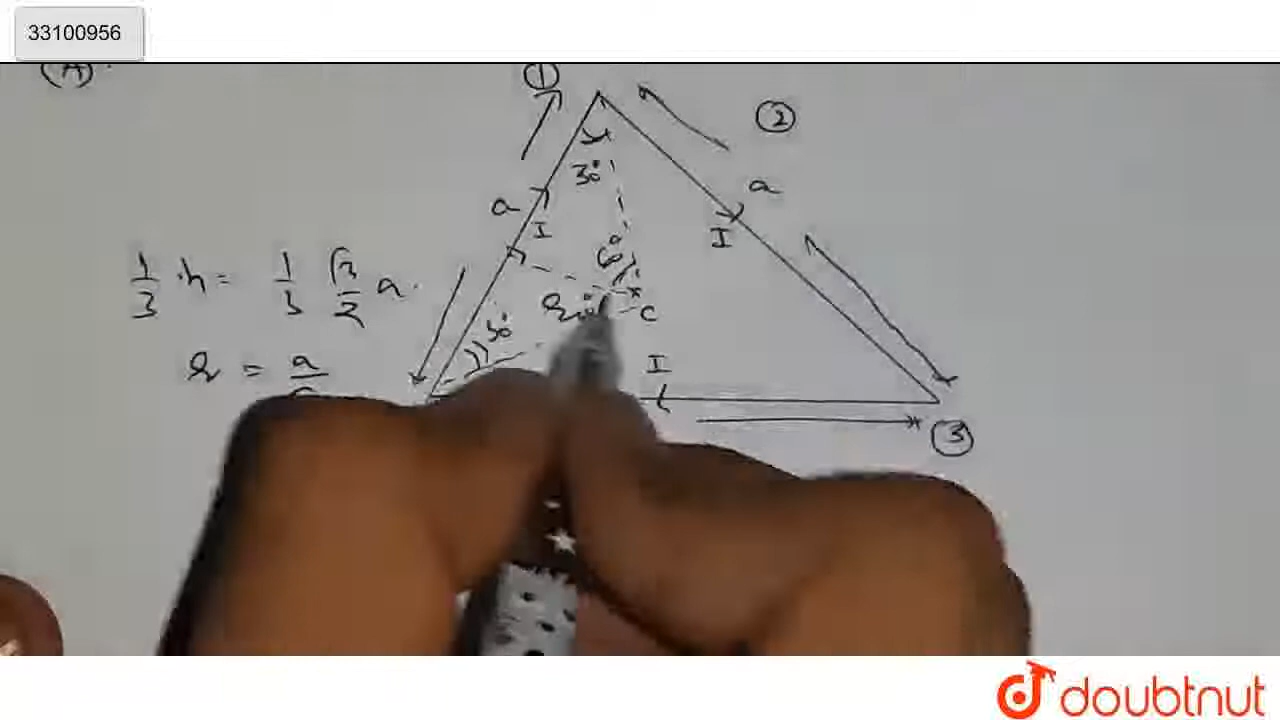 33100956
(A).
①
②
30°
a
a
I
I
60°
1/3 · h = 1/3 √3/2 a.
r
C
30°
I
r = a
③
doubtnut